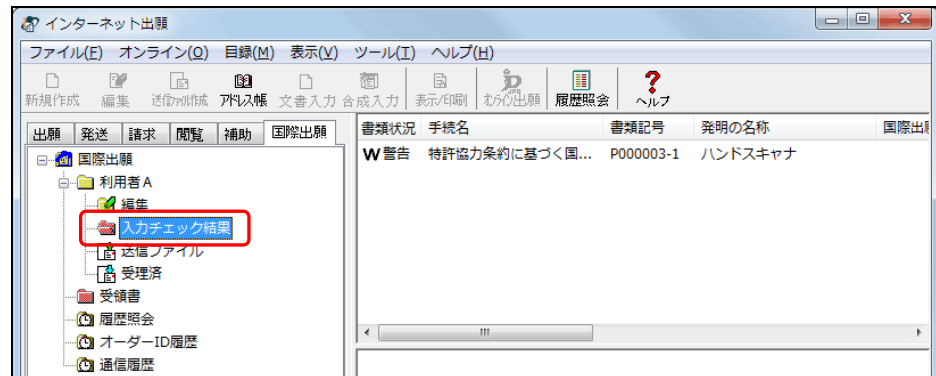 インターネット出願
ファイル(F) オンライン(O) 目録(M) 表示(V) ツール(T) ヘルプ(H)
新規作成 編集 送信ファイル作成 アドレス帳 文書入力 合成入力 表示/印刷 オンライン出願 履歴照会 ヘルプ
出願 発送 請求 閲覧 補助 国際出願
書類状況 手続名 書類記号 発明の名称 国際出
W警告 特許協力条約に基づく国... P000003-1 ハンドスキャナ
国際出願
利用者A
編集
入力チェック結果
送信ファイル
受理済
受領書
履歴照会
オーダーID履歴
通信履歴